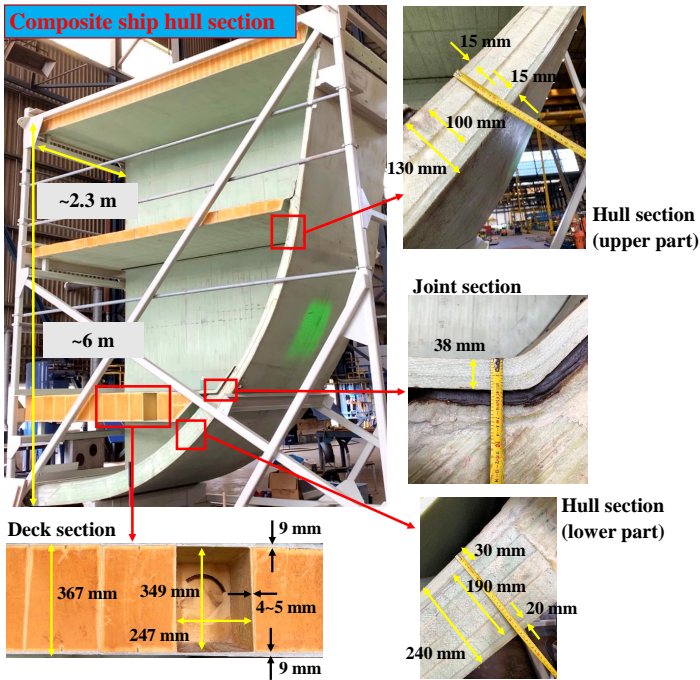 Composite ship hull section
~2.3 m
~6 m
15 mm
15 mm
100 mm
130 mm
Hull section
(upper part)
Joint section
38 mm
Hull section
(lower part)
30 mm
190 mm
20 mm
240 mm
Deck section
9 mm
367 mm
349 mm
4~5 mm
247 mm
9 mm